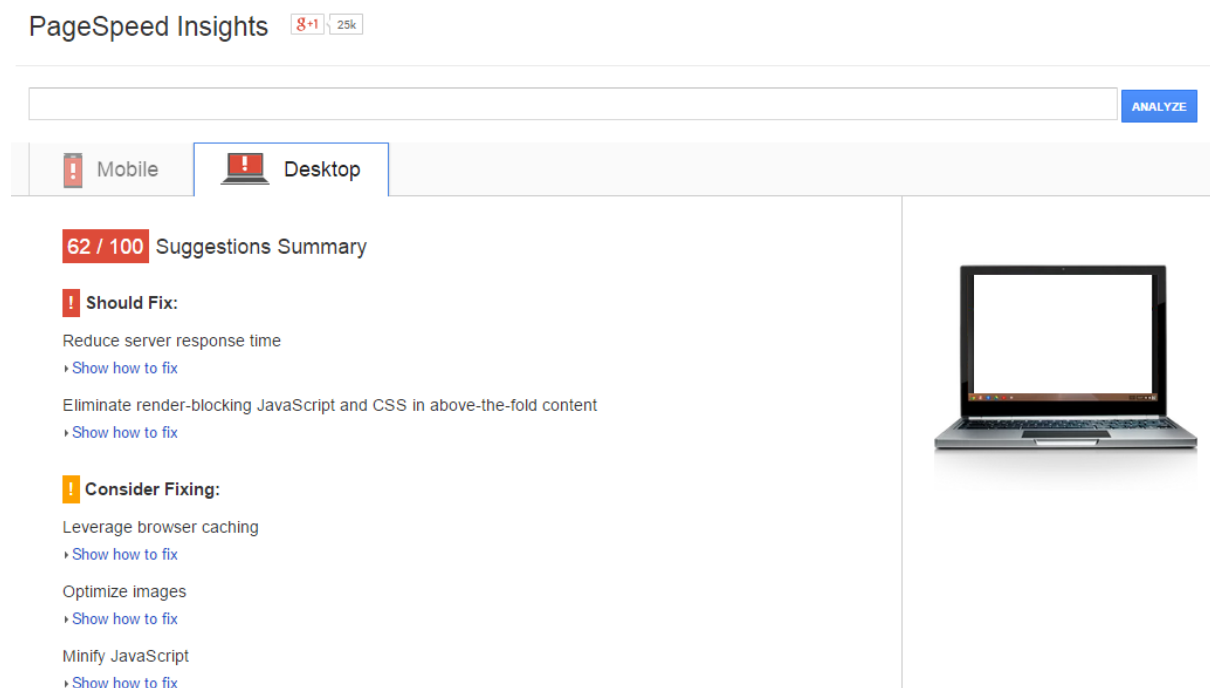 PageSpeed Insights g+1 25k
ANALYZE
Mobile Desktop
62 / 100 Suggestions Summary
! Should Fix:
Reduce server response time
Show how to fix
Eliminate render-blocking JavaScript and CSS in above-the-fold content
Show how to fix
! Consider Fixing:
Leverage browser caching
Show how to fix
Optimize images
Show how to fix
Minify JavaScript
Show how to fix